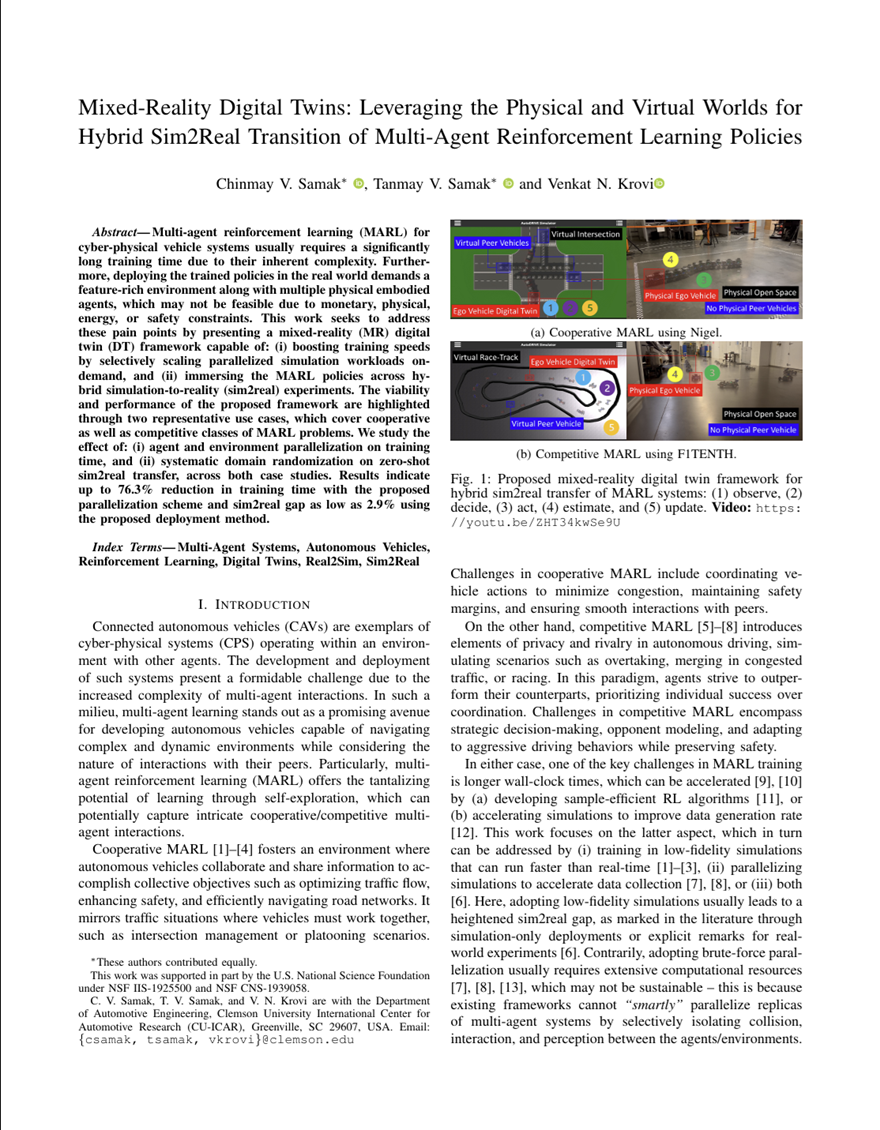 Mixed-Reality Digital Twins: Leveraging the Physical and Virtual Worlds for
Hybrid Sim2Real Transition of Multi-Agent Reinforcement Learning Policies
Chinmay V. Samak*, Tanmay V. Samak* and Venkat N. Krovi
Abstract—Multi-agent reinforcement learning (MARL) for
cyber-physical vehicle systems usually requires a significantly
long training time due to their inherent complexity. Further-
more, deploying the trained policies in the real world demands a
feature-rich environment along with multiple physical embodied
agents, which may not be feasible due to monetary, physical,
energy, or safety constraints. This work seeks to address
these pain points by presenting a mixed-reality (MR) digital
twin (DT) framework capable of: (i) boosting training speeds
by selectively scaling parallelized simulation workloads on-
demand, and (ii) immersing the MARL policies across hy-
brid simulation-to-reality (sim2real) experiments. The viability
and performance of the proposed framework are highlighted
through two representative use cases, which cover cooperative
as well as competitive classes of MARL problems. We study the
effect of: (i) agent and environment parallelization on training
time, and (ii) systematic domain randomization on zero-shot
sim2real transfer, across both case studies. Results indicate
up to 76.3% reduction in training time with the proposed
parallelization scheme and sim2real gap as low as 2.9% using
the proposed deployment method.
Index Terms—Multi-Agent Systems, Autonomous Vehicles,
Reinforcement Learning, Digital Twins, Real2Sim, Sim2Real
I. INTRODUCTION
Connected autonomous vehicles (CAVs) are exemplars of
cyber-physical systems (CPS) operating within an environ-
ment with other agents. The development and deployment
of such systems present a formidable challenge due to the
increased complexity of multi-agent interactions. In such a
milieu, multi-agent learning stands out as a promising avenue
for developing autonomous vehicles capable of navigating
complex and dynamic environments while considering the
nature of interactions with their peers. Particularly, multi-
agent reinforcement learning (MARL) offers the tantalizing
potential of learning through self-exploration, which can
potentially capture intricate cooperative/competitive multi-
agent interactions.
Cooperative MARL [1]–[4] fosters an environment where
autonomous vehicles collaborate and share information to ac-
complish collective objectives such as optimizing traffic flow,
enhancing safety, and efficiently navigating road networks. It
mirrors traffic situations where vehicles must work together,
such as intersection management or platooning scenarios.
*These authors contributed equally.
This work was supported in part by the U.S. National Science Foundation
under NSF IIS-1925500 and NSF CNS-1939058.
C. V. Samak, T. V. Samak, and V. N. Krovi are with the Department
of Automotive Engineering, Clemson University International Center for
Automotive Research (CU-ICAR), Greenville, SC 29607, USA. Email:
{csamak, tsamak, vkrovi}@clemson.edu
AutoDRIVE Simulator
Virtual Intersection
Virtual Peer Vehicles
Ego Vehicle Digital Twin
1
2
5
4
3
Physical Ego Vehicle
Physical Open Space
No Physical Peer Vehicles
(a) Cooperative MARL using Nigel.
AutoDRIVE Simulator
Virtual Race-Track
Ego Vehicle Digital Twin
1
2
Virtual Peer Vehicle
5
4
3
Physical Ego Vehicle
Physical Open Space
No Physical Peer Vehicle
(b) Competitive MARL using F1TENTH.
Fig. 1: Proposed mixed-reality digital twin framework for
hybrid sim2real transfer of MARL systems: (1) observe, (2)
decide, (3) act, (4) estimate, and (5) update. Video: https:
//youtu.be/ZHT34kwSe9U
Challenges in cooperative MARL include coordinating ve-
hicle actions to minimize congestion, maintaining safety
margins, and ensuring smooth interactions with peers.
On the other hand, competitive MARL [5]–[8] introduces
elements of privacy and rivalry in autonomous driving, sim-
ulating scenarios such as overtaking, merging in congested
traffic, or racing. In this paradigm, agents strive to outper-
form their counterparts, prioritizing individual success over
coordination. Challenges in competitive MARL encompass
strategic decision-making, opponent modeling, and adapting
to aggressive driving behaviors while preserving safety.
In either case, one of the key challenges in MARL training
is longer wall-clock times, which can be accelerated [9], [10]
by (a) developing sample-efficient RL algorithms [11], or
(b) accelerating simulations to improve data generation rate
[12]. This work focuses on the latter aspect, which in turn
can be addressed by (i) training in low-fidelity simulations
that can run faster than real-time [1]–[3], (ii) parallelizing
simulations to accelerate data collection [7], [8], or (iii) both
[6]. Here, adopting low-fidelity simulations usually leads to a
heightened sim2real gap, as marked in the literature through
simulation-only deployments or explicit remarks for real-
world experiments [6]. Contrarily, adopting brute-force paral-
lelization usually requires extensive computational resources
[7], [8], [13], which may not be sustainable – this is because
existing frameworks cannot “smartly” parallelize replicas
of multi-agent systems by selectively isolating collision,
interaction, and perception between the agents/environments.